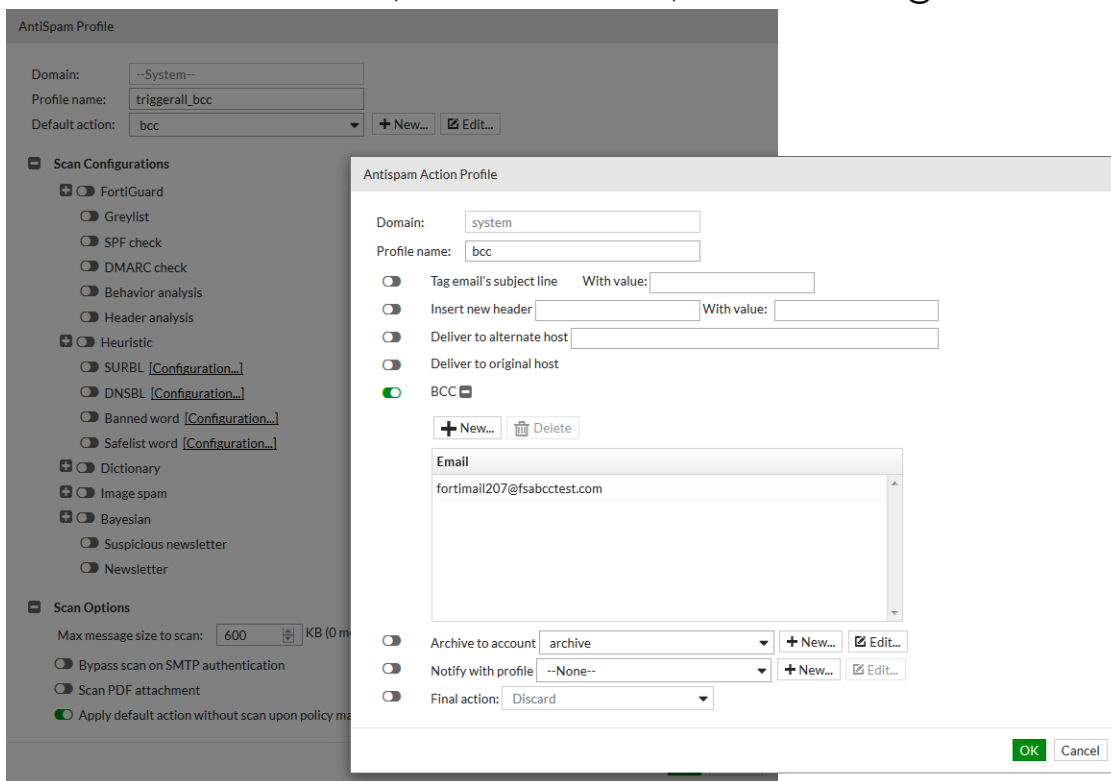 AntiSpam Profile
Domain: --System--
Profile name: triggerall_bcc
Default action: bcc New... Edit...
Scan Configurations
FortiGuard
Greylist
SPF check
DMARC check
Behavior analysis
Header analysis
Heuristic
SURBL [Configuration...]
DNSBL [Configuration...]
Banned word [Configuration...]
Safelist word [Configuration...]
Dictionary
Image spam
Bayesian
Suspicious newsletter
Newsletter
Scan Options
Max message size to scan: 600 KB (0 m
Bypass scan on SMTP authentication
Scan PDF attachment
Apply default action without scan upon policy ma
Antispam Action Profile
Domain: system
Profile name: bcc
Tag email's subject line With value:
Insert new header With value:
Deliver to alternate host
Deliver to original host
BCC
New... Delete
Email
fortimail207@fsabcctest.com
Archive to account archive New... Edit...
Notify with profile --None-- New... Edit...
Final action: Discard
OK Cancel